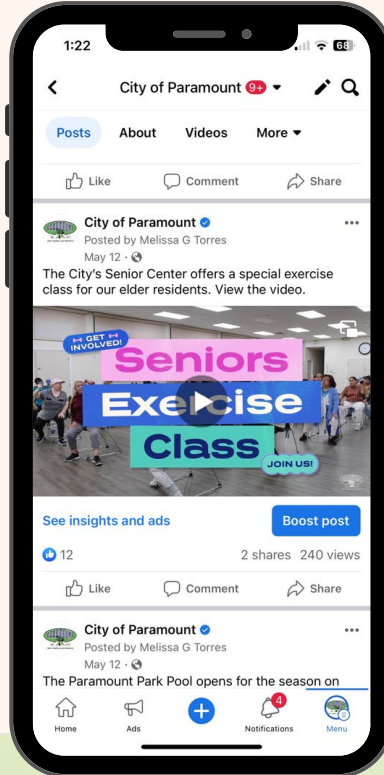 1:22
68
City of Paramount 9+
Posts About Videos More
Like Comment Share
City of Paramount
Posted by Melissa G Torres
May 12 ·
The City's Senior Center offers a special exercise
class for our elder residents. View the video.
GET
INVOLVED!
Seniors
Exercise
Class
JOIN US!
See insights and ads
Boost post
12
2 shares 240 views
Like Comment Share
City of Paramount
Posted by Melissa G Torres
May 12 ·
The Paramount Park Pool opens for the season on
4
Home Ads Notifications Menu